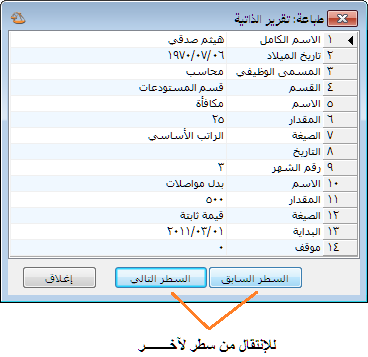 طباعة: تقرير الذاتية
١ الاسم الكامل هيثم صدقي
٢ تاريخ الميلاد ١٩٧٠/٠٧/٠٦
٣ المسمى الوظيفي محاسب
٤ القسم قسم المستودعات
٥ الاسم مكافأة
٦ المقدار ٢٥
٧ الصيغة الراتب الأساسي
٨ التاريخ
٩ رقم الشهر ٣
١٠ الاسم بدل مواصلات
١١ المقدار ٥٠٠
١٢ الصيغة قيمة ثابتة
١٣ البداية ٢٠١١/٠٣/٠١
١٤ موقف ٠
السطر السابق السطر التالي إغلاق
للإنتقال من سطر لآخـــــر